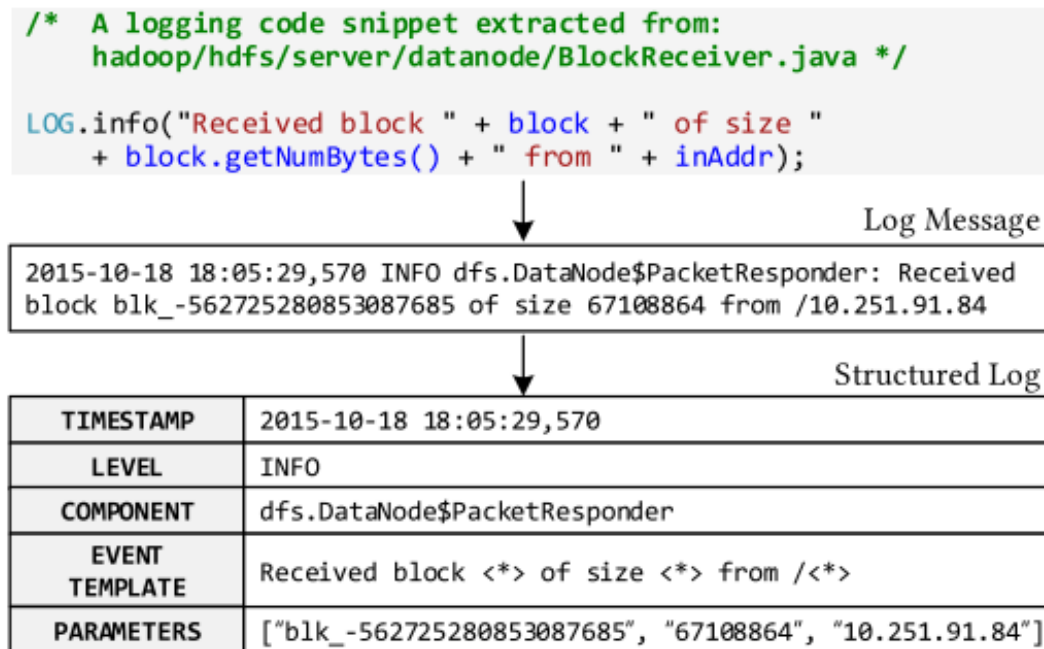 /*  A logging code snippet extracted from:
    hadoop/hdfs/server/datanode/BlockReceiver.java */
LOG.info("Received block " + block + " of size "
    + block.getNumBytes() + " from " + inAddr);
Log Message
2015-10-18 18:05:29,570 INFO dfs.DataNode$PacketResponder: Received
block blk_-562725280853087685 of size 67108864 from /10.251.91.84
Structured Log
TIMESTAMP 2015-10-18 18:05:29,570
LEVEL INFO
COMPONENT dfs.DataNode$PacketResponder
EVENT
TEMPLATE Received block <*> of size <*> from /<*>
PARAMETERS ["blk_-562725280853087685", "67108864", "10.251.91.84"]